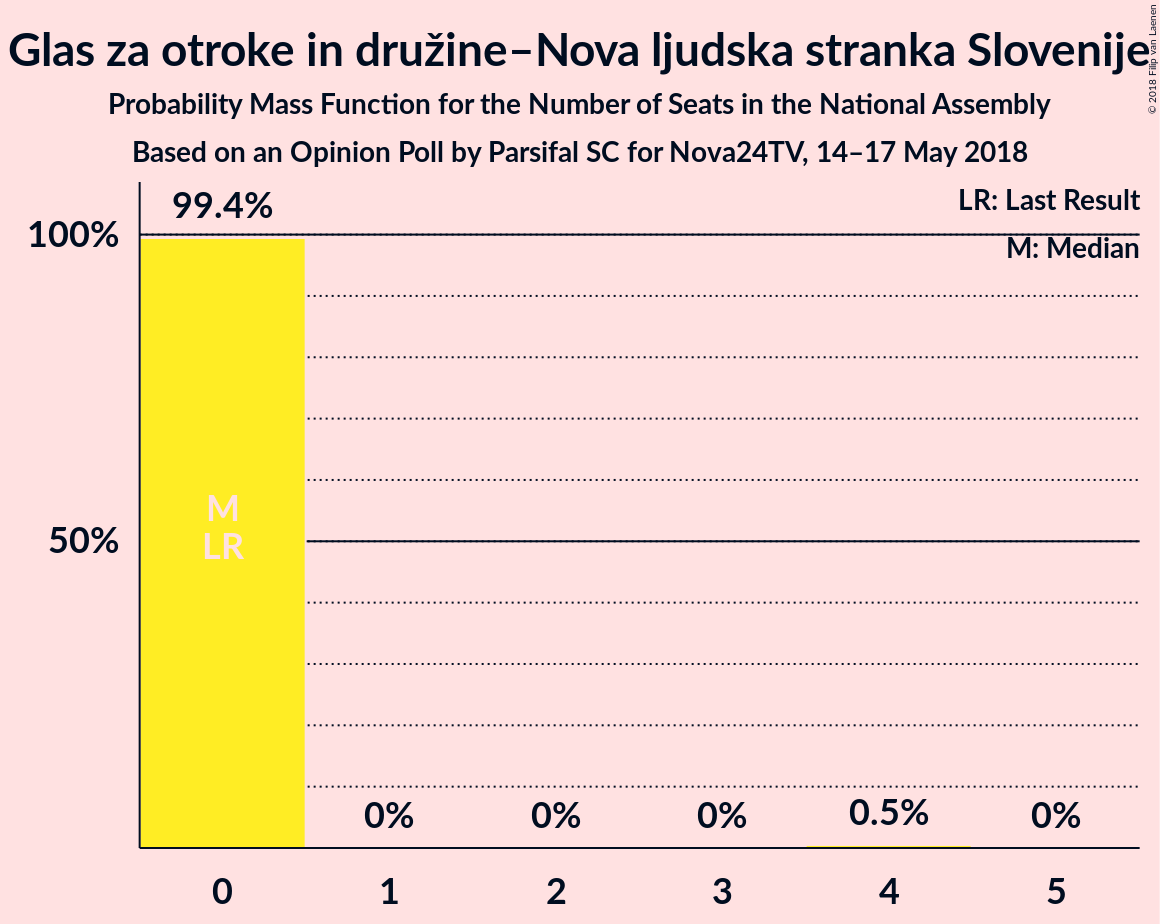 Glas za otroke in družine–Nova ljudska stranka Slovenije
Probability Mass Function for the Number of Seats in the National Assembly
Based on an Opinion Poll by Parsifal SC for Nova24TV, 14–17 May 2018
© 2018 Filip van Laenen
LR: Last Result
M: Median
99.4%
100%
50%
M
LR
0% 0% 0% 0.5% 0%
0 1 2 3 4 5